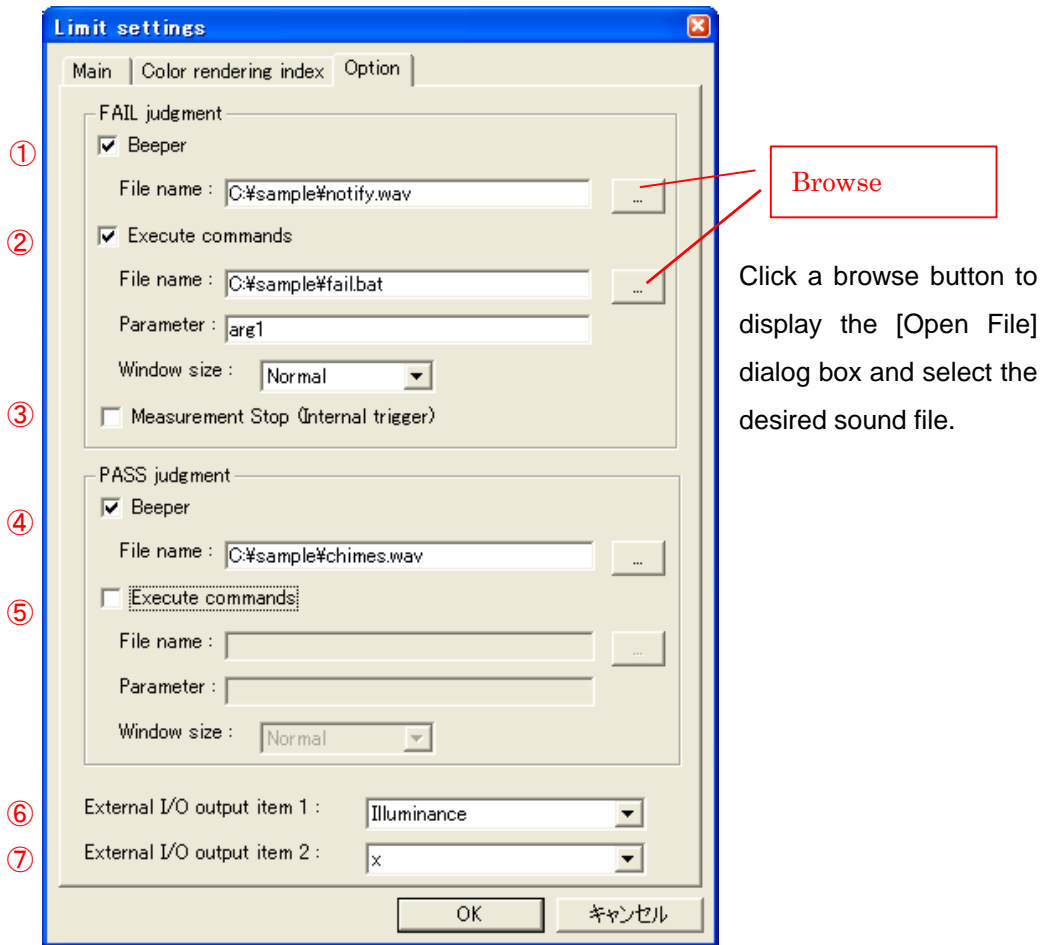 Limit settings
Main Color rendering index Option
FAIL judgment
① Beeper
File name : C:¥sample¥notify.wav ...
② Execute commands
File name : C:¥sample¥fail.bat ...
Parameter : arg1
Window size : Normal
③ Measurement Stop (Internal trigger)
PASS judgment
④ Beeper
File name : C:¥sample¥chimes.wav ...
⑤ Execute commands
File name : ...
Parameter :
Window size : Normal
⑥ External I/O output item 1 : Illuminance
⑦ External I/O output item 2 : x
OK キャンセル
Browse
Click a browse button to
display the [Open File]
dialog box and select the
desired sound file.